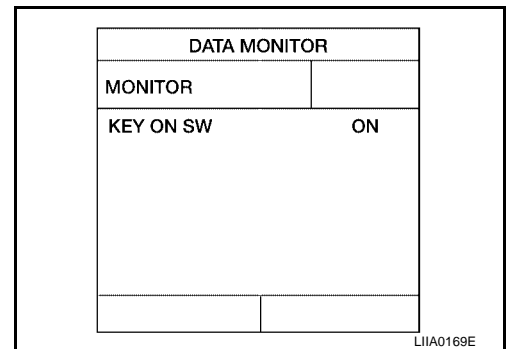 DATA MONITOR
MONITOR
KEY ON SW ON
LIIA0169E